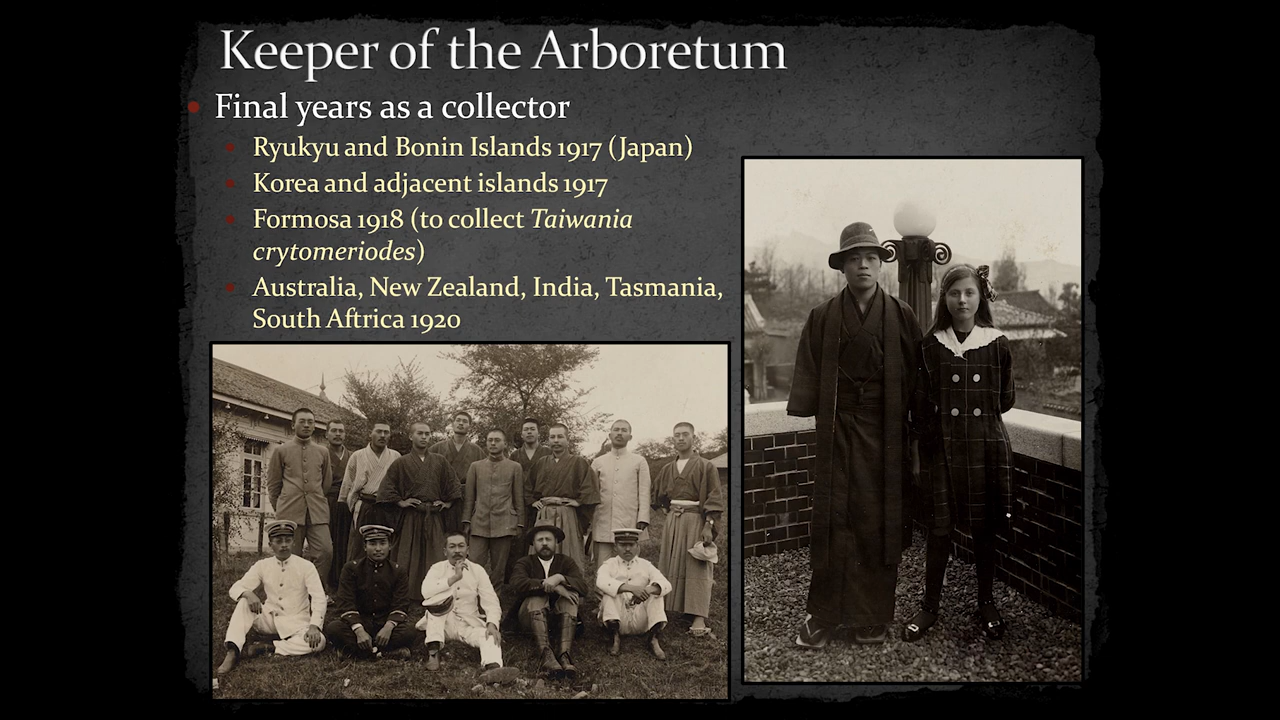 Keeper of the Arboretum
Final years as a collector
Ryukyu and Bonin Islands 1917 (Japan)
Korea and adjacent islands 1917
Formosa 1918 (to collect Taiwania
crytomeriodes)
Australia, New Zealand, India, Tasmania,
South Aftrica 1920